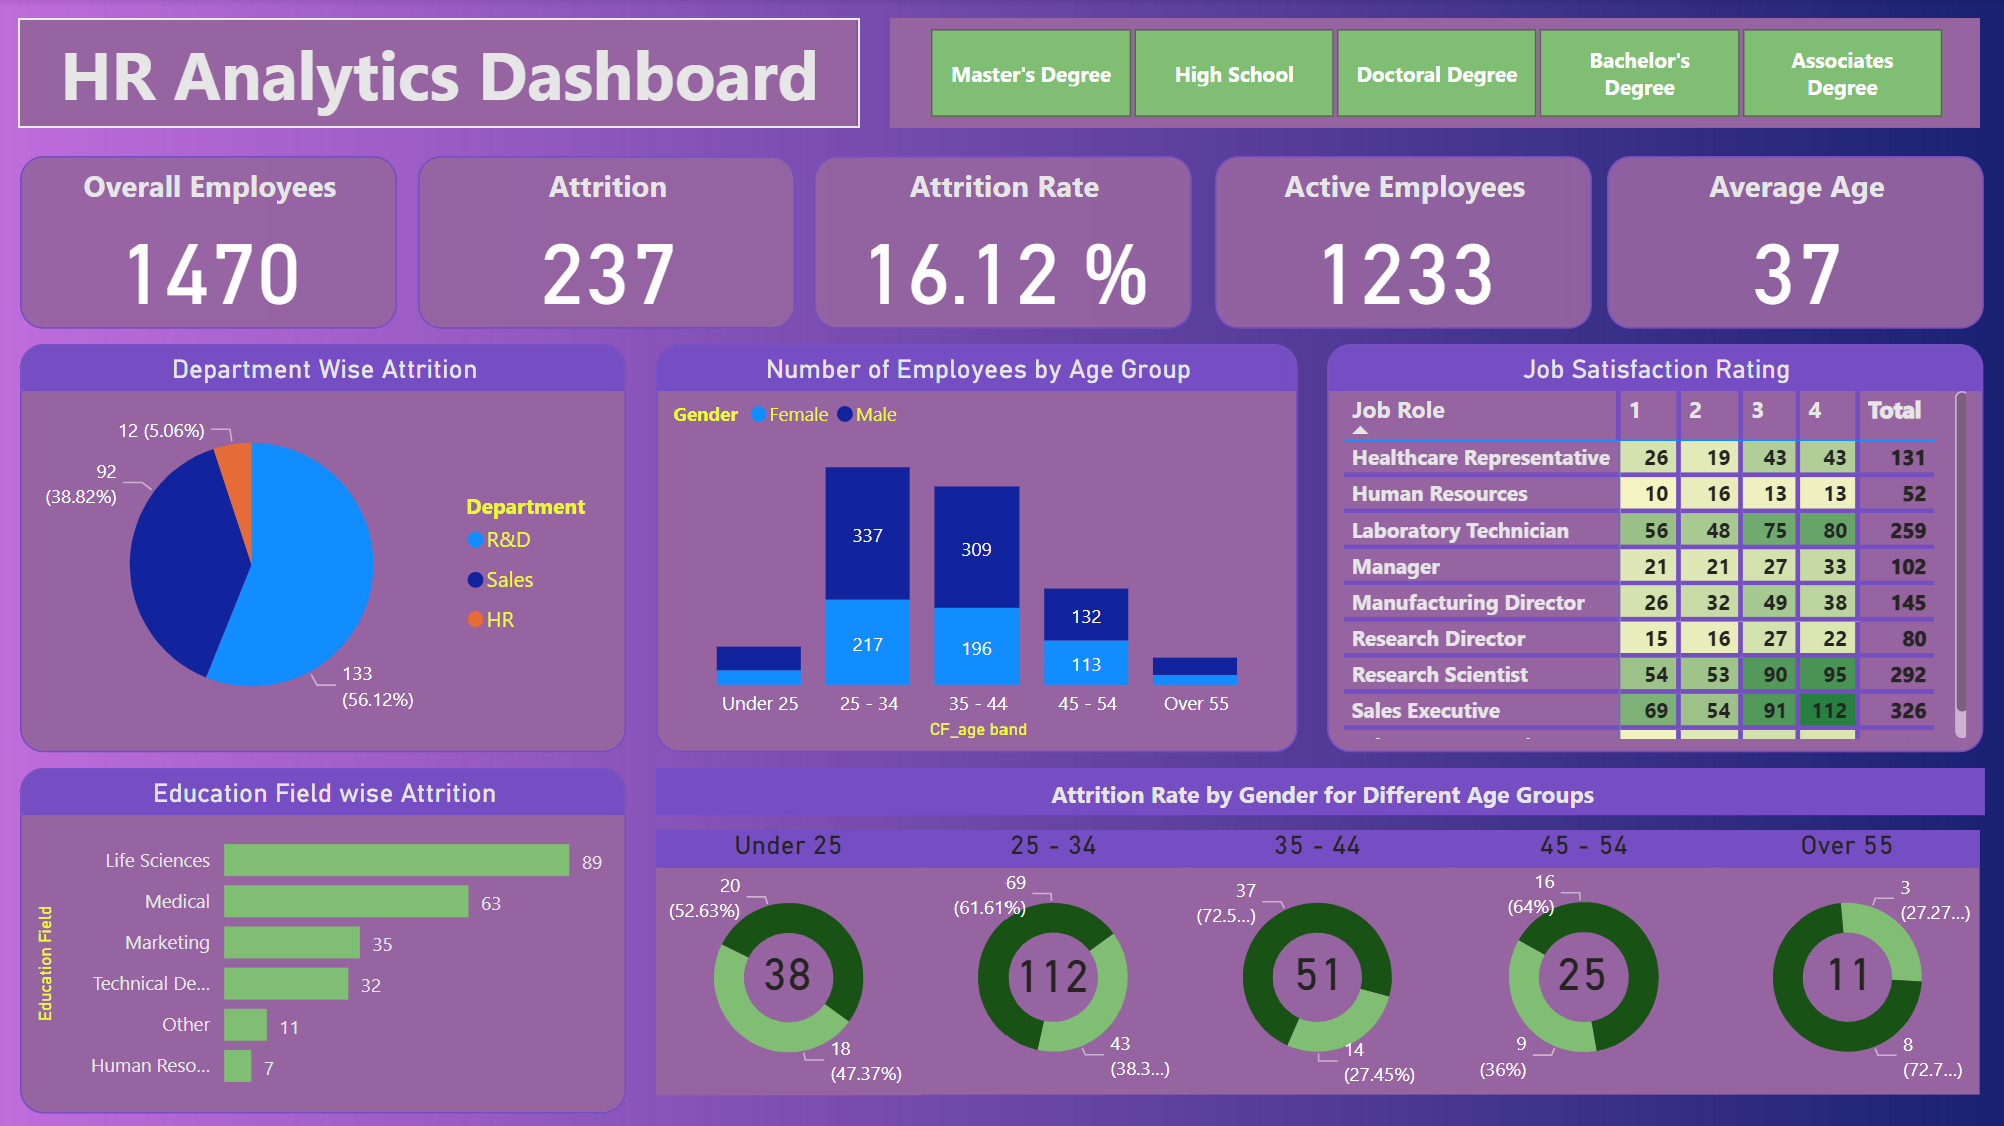 HR Analytics Dashboard
Master's Degree
High School
Doctoral Degree
Bachelor's
Degree
Associates
Degree
Overall Employees
1470
Attrition
237
Attrition Rate
16.12 %
Active Employees
1233
Average Age
37
Department Wise Attrition
12 (5.06%)
92
(38.82%)
133
(56.12%)
Department
R&D
Sales
HR
Number of Employees by Age Group
Gender Female Male
337
217
309
196
132
113
Under 25 25 - 34 35 - 44 45 - 54 Over 55
CF_age band
Job Satisfaction Rating
Job Role 1 2 3 4 Total
Healthcare Representative 26 19 43 43 131
Human Resources 10 16 13 13 52
Laboratory Technician 56 48 75 80 259
Manager 21 21 27 33 102
Manufacturing Director 26 32 49 38 145
Research Director 15 16 27 22 80
Research Scientist 54 53 90 95 292
Sales Executive 69 54 91 112 326
Education Field wise Attrition
Education Field
Life Sciences 89
Medical 63
Marketing 35
Technical De... 32
Other 11
Human Reso... 7
Attrition Rate by Gender for Different Age Groups
Under 25
20
(52.63%)
38
18
(47.37%)
25 - 34
69
(61.61%)
112
43
(38.3...)
35 - 44
37
(72.5...)
51
14
(27.45%)
45 - 54
16
(64%)
25
9
(36%)
Over 55
3
(27.27...)
11
8
(72.7...)